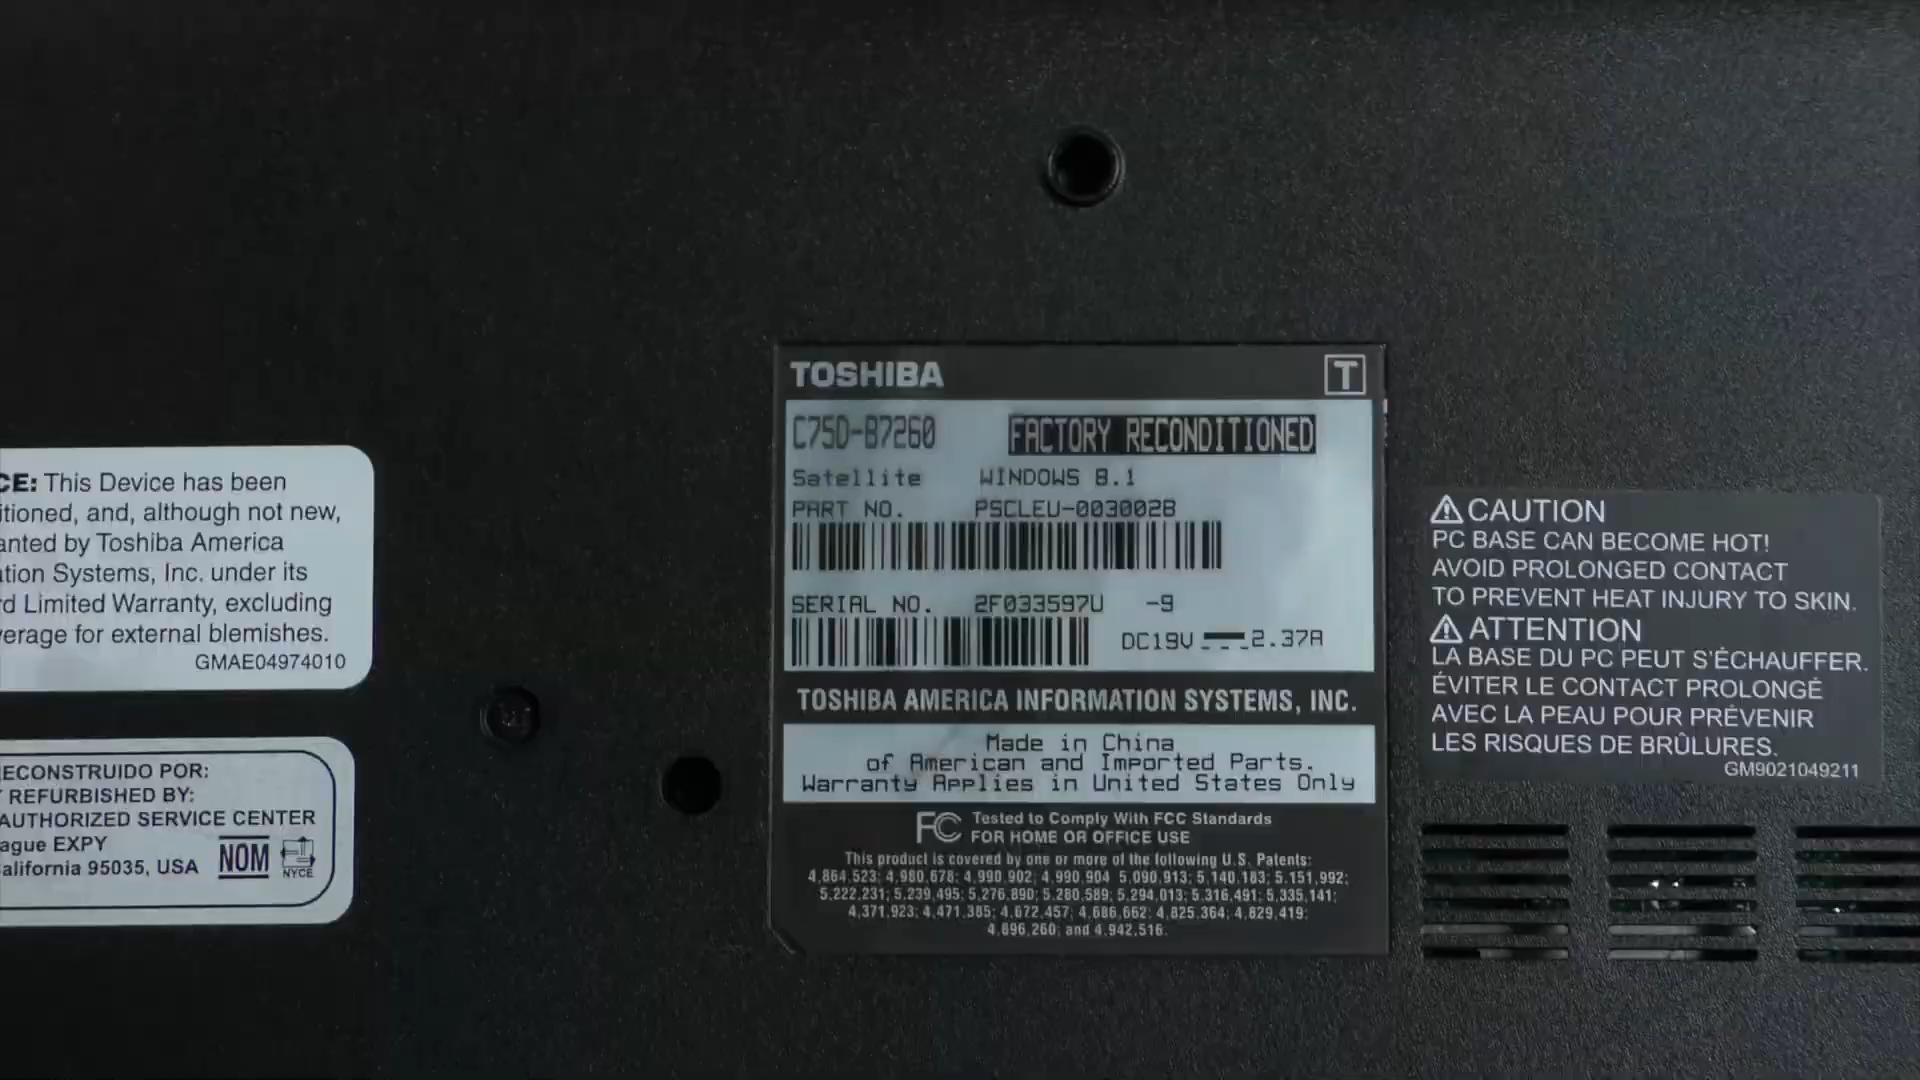 CE: This Device has been
itioned, and, although not new,
anted by Toshiba America
tion Systems, Inc. under its
rd Limited Warranty, excluding
verage for external blemishes.
GMAE04974010
ECONSTRUIDO POR:
REFURBISHED BY:
AUTHORIZED SERVICE CENTER
ague EXPY
alifornia 95035, USA
NOM
NYCE
TOSHIBA T
C75D-B7260 FACTORY RECONDITIONED
Satellite WINDOWS 8.1
PART NO. PSCLEU-003002B
SERIAL NO. 2F033597U -9
DC19V 2.37A
TOSHIBA AMERICA INFORMATION SYSTEMS, INC.
Made in China
of American and Imported Parts.
Warranty Applies in United States Only
FC Tested to Comply With FCC Standards
FOR HOME OR OFFICE USE
This product is covered by one or more of the following U.S. Patents:
4,864,523; 4,980,678; 4,990,902; 4,990,904 5,090,913; 5,140,183; 5,151,992;
5,222,231; 5,239,495; 5,276,890; 5,280,589; 5,294,013; 5,316,491; 5,335,141;
4,371,923; 4,471,385; 4,672,457; 4,686,662; 4,825,364; 4,829,419;
4,896,260; and 4,942,516.
⚠ CAUTION
PC BASE CAN BECOME HOT!
AVOID PROLONGED CONTACT
TO PREVENT HEAT INJURY TO SKIN.
⚠ ATTENTION
LA BASE DU PC PEUT S'ÉCHAUFFER.
ÉVITER LE CONTACT PROLONGÉ
AVEC LA PEAU POUR PRÉVENIR
LES RISQUES DE BRÛLURES.
GM9021049211